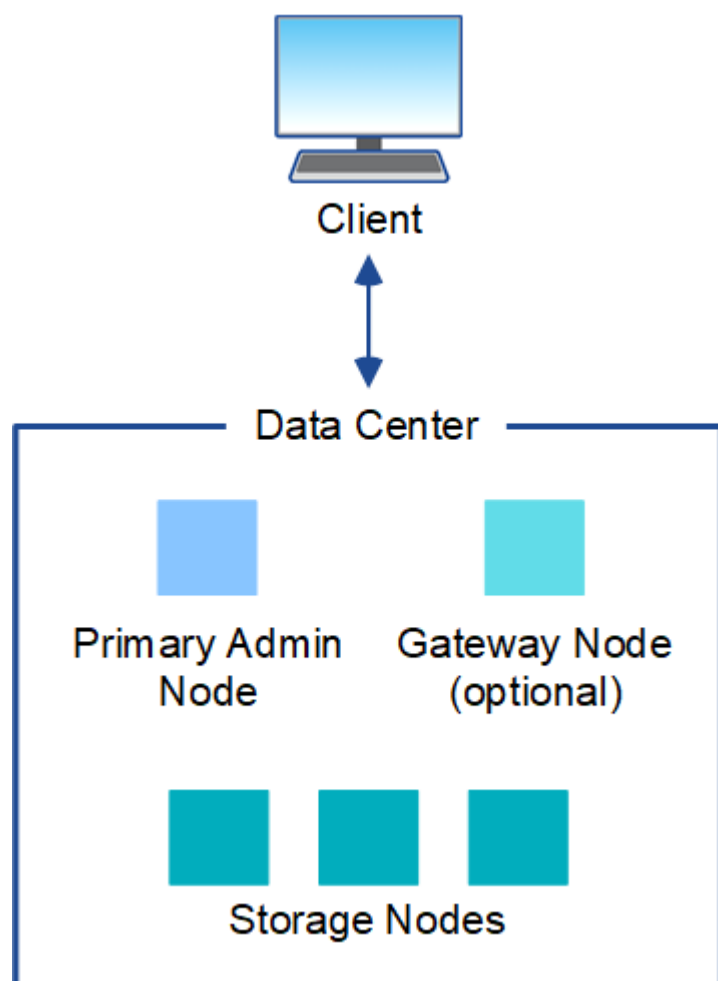 Client
Data Center
Primary Admin
Node
Gateway Node
(optional)
Storage Nodes